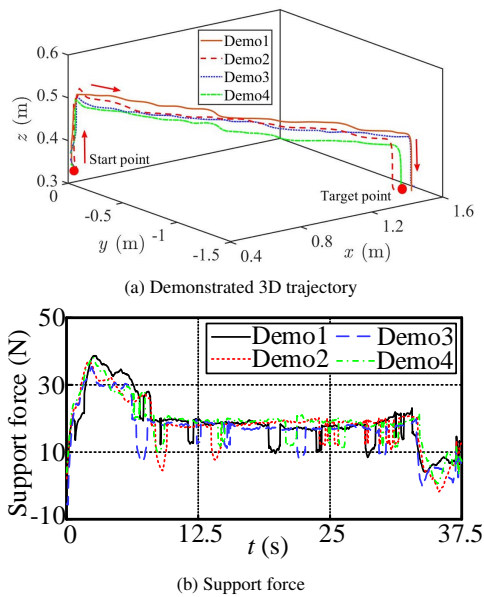 0.6
0.5
0.4
0.3
z (m)
Demo1
Demo2
Demo3
Demo4
Start point
Target point
0
-0.5
-1
-1.5
y (m)
0.4
0.8
1.2
1.6
x (m)
(a) Demonstrated 3D trajectory
50
30
10
-10
Support force (N)
Demo1
Demo3
Demo2
Demo4
0
12.5
25
37.5
t (s)
(b) Support force